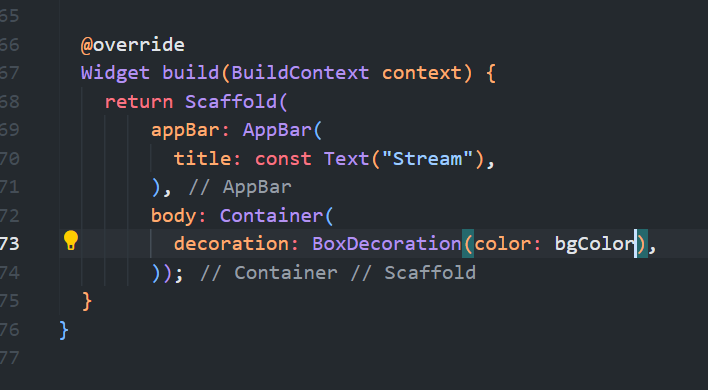 65
66 @override
67 Widget build(BuildContext context) {
68 return Scaffold(
69 appBar: AppBar(
70 title: const Text("Stream"),
71 ), // AppBar
72 body: Container(
73 decoration: BoxDecoration(color: bgColor),
74 )); // Container // Scaffold
75 }
76 }
77